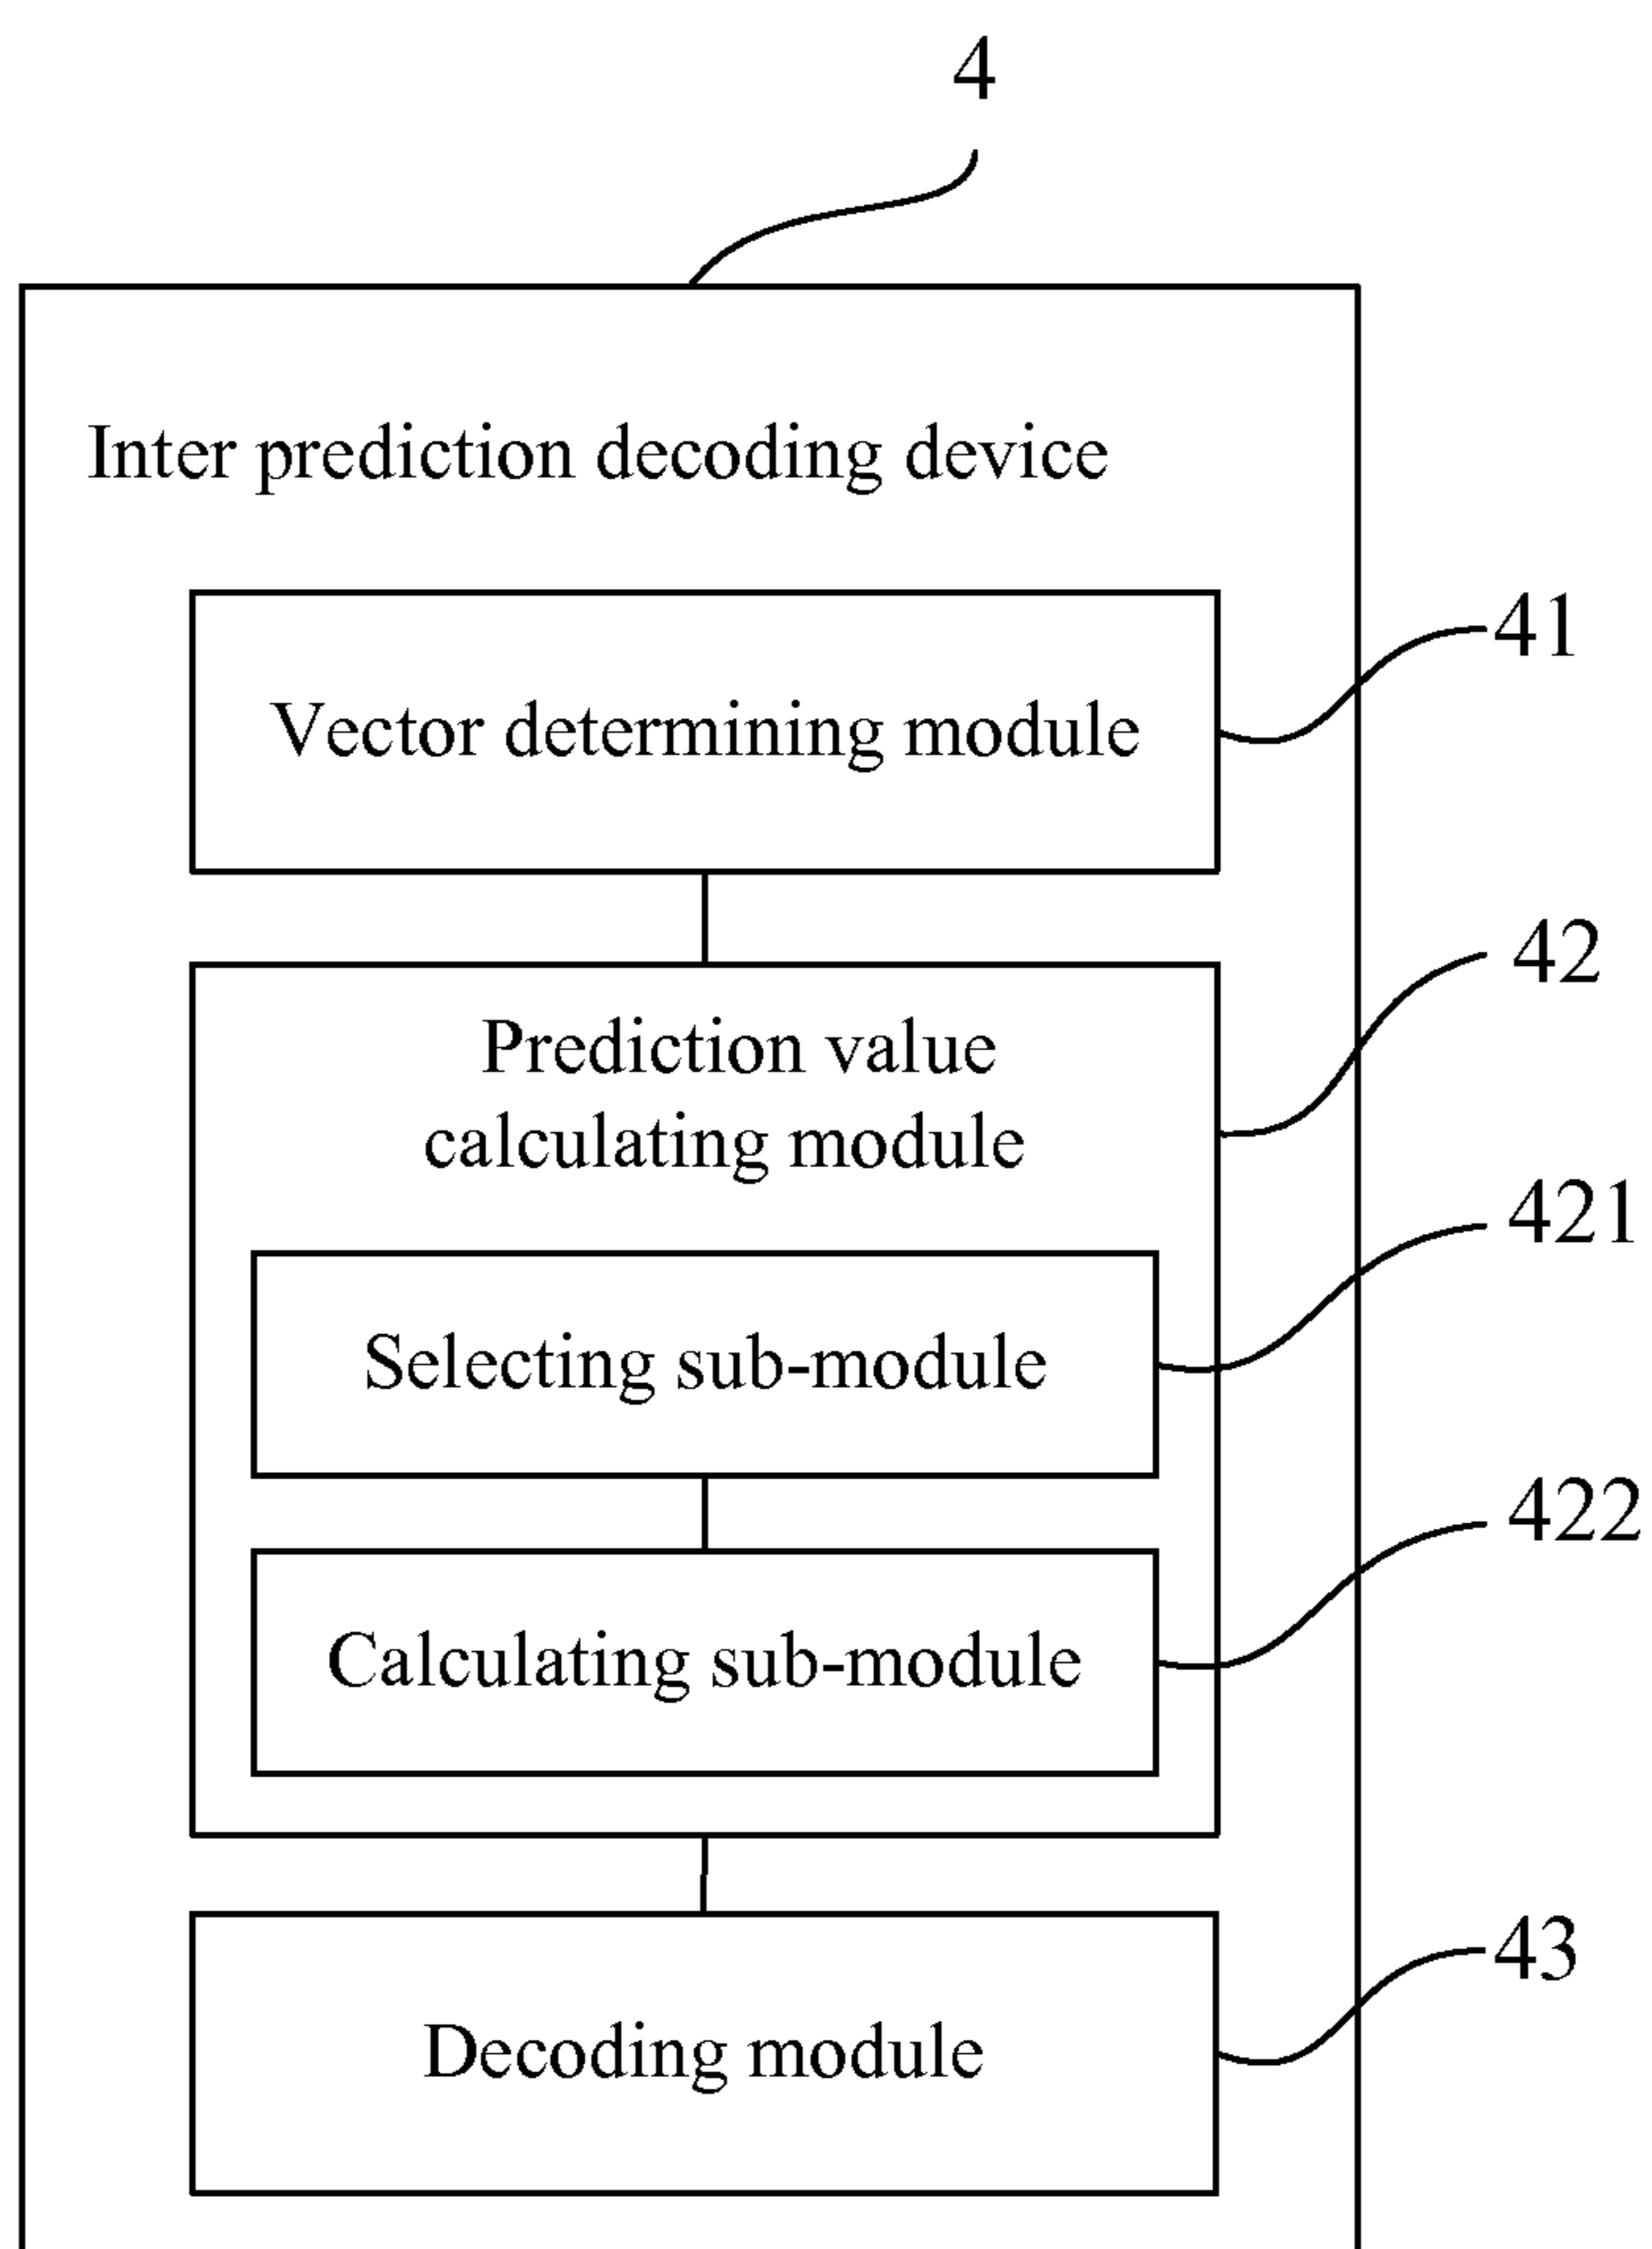 4
Inter prediction decoding device
41
Vector determining module
42
Prediction value
calculating module
421
Selecting sub-module
422
Calculating sub-module
43
Decoding module